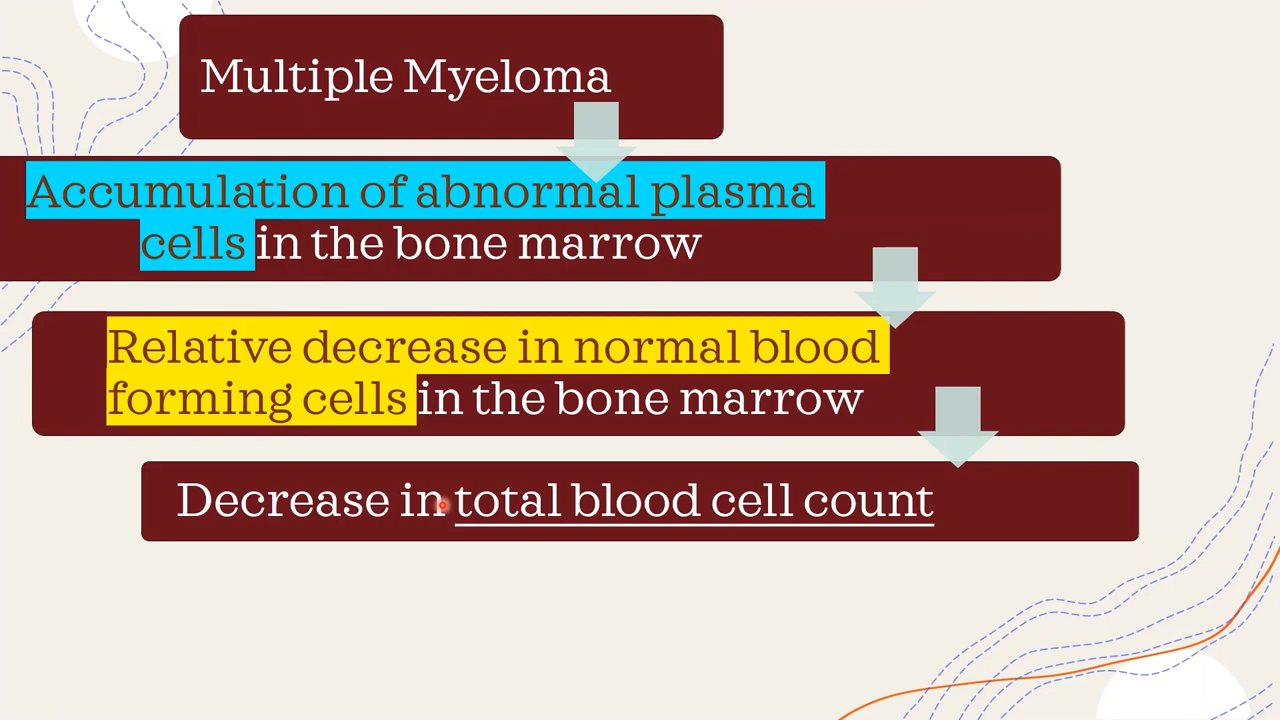 Multiple Myeloma
Accumulation of abnormal plasma
cells in the bone marrow
Relative decrease in normal blood
forming cells in the bone marrow
Decrease in total blood cell count